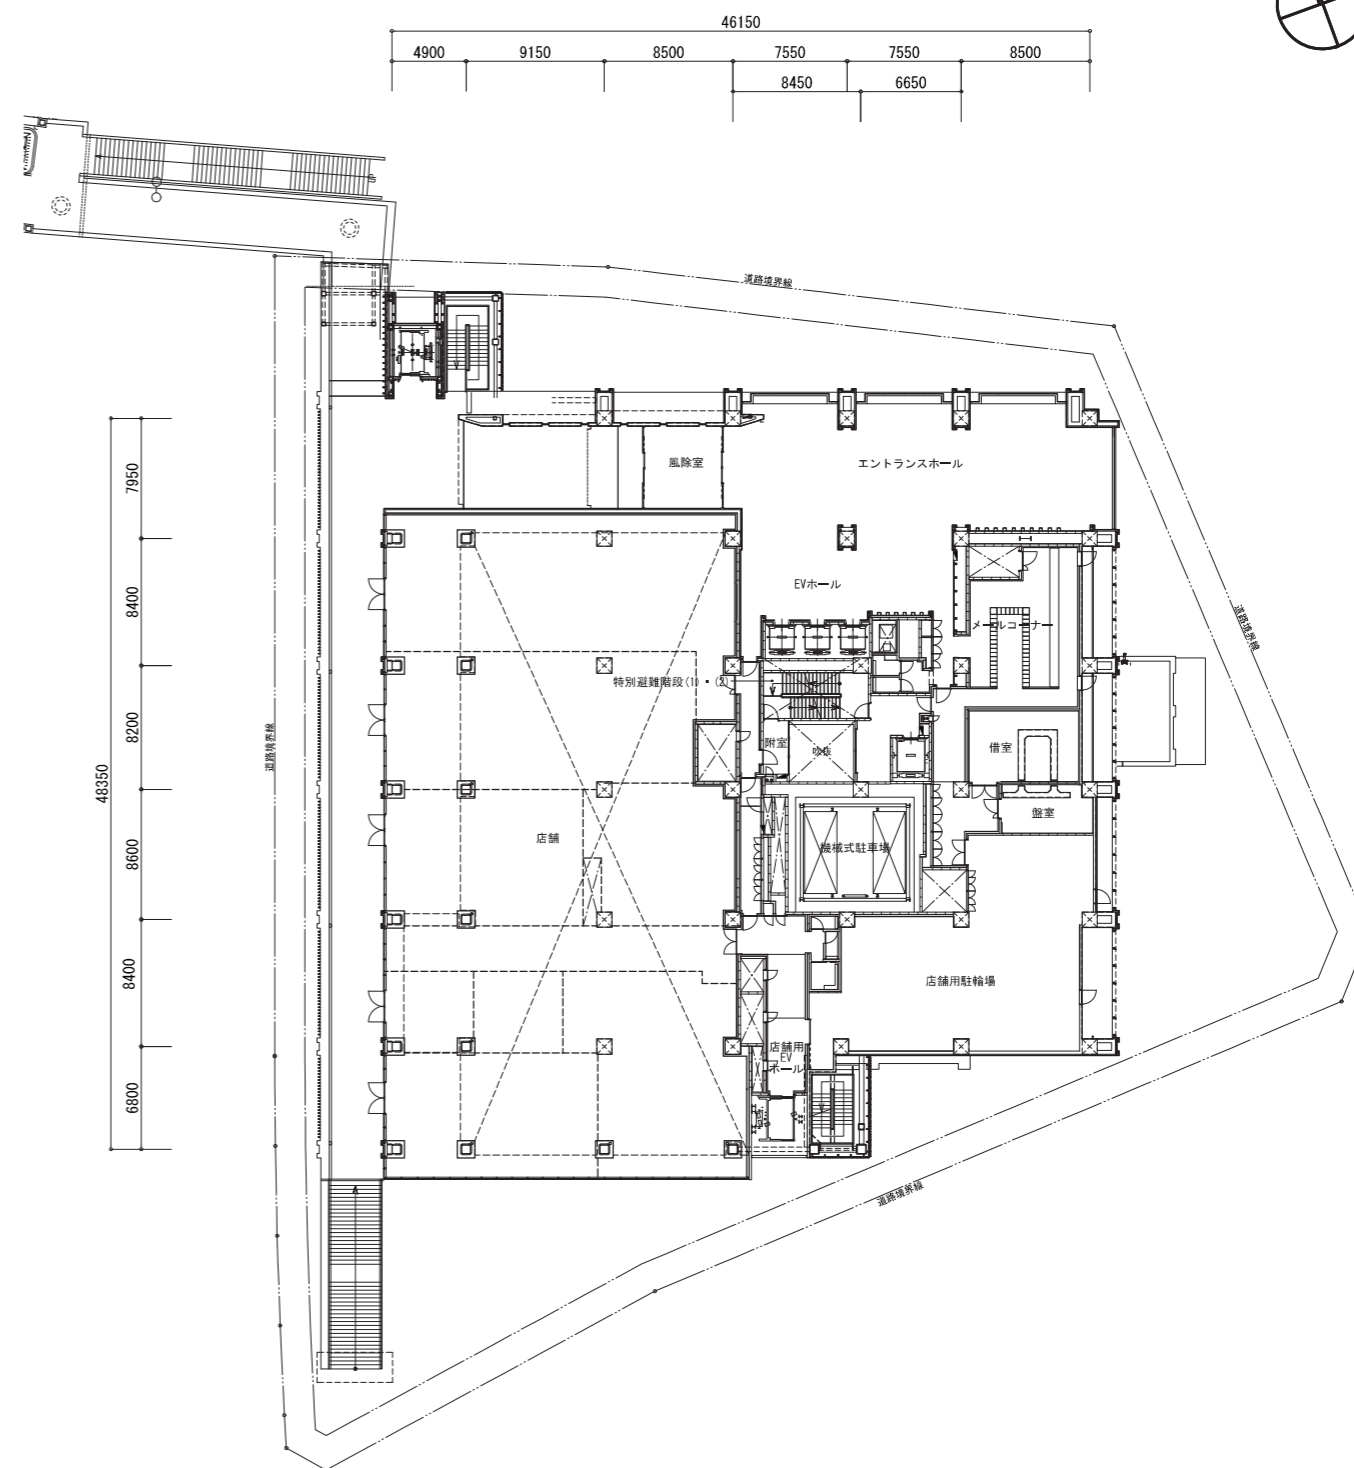 46150
4900 9150 8500 7550 7550 8500
8450 6650
道路境界線
7950
風除室
エントランスホール
8400
EVホール
道路境界線
メールコーナー
特別避難階段(1)・(2)
8200
道路境界線
附室
吹抜
借室
48350
盤室
店舗
機械式駐車場
8600
8400
店舗用駐輪場
店舗用
EV
ホール
6800
道路境界線